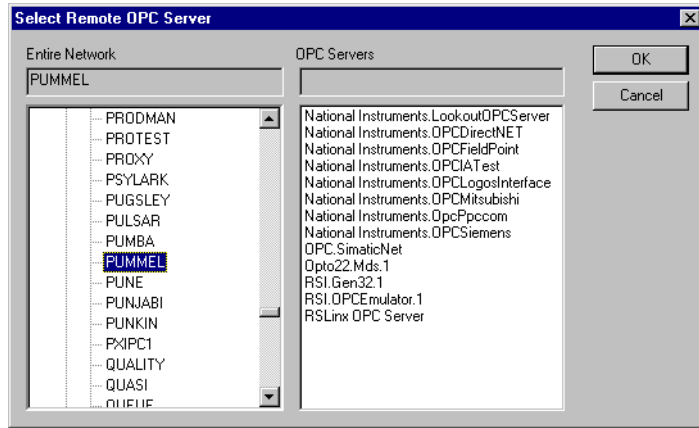 Select Remote OPC Server
Entire Network
OPC Servers
OK
PUMMEL
Cancel
PRODMAN
PROTEST
PROXY
PSYLARK
PUGSLEY
PULSAR
PUMBA
PUMMEL
PUNE
PUNJABI
PUNKIN
PXIPC1
QUALITY
QUASI
QUEUE
National Instruments.LookoutOPCServer
National Instruments.OPCDirectNET
National Instruments.OPCFieldPoint
National Instruments.OPCIATest
National Instruments.OPCLogosInterface
National Instruments.OPCMitsubishi
National Instruments.OpcPpccom
National Instruments.OPCSiemens
OPC.SimaticNet
Opto22.Mds.1
RSI.Gen32.1
RSI.OPCEmulator.1
RSLinx OPC Server